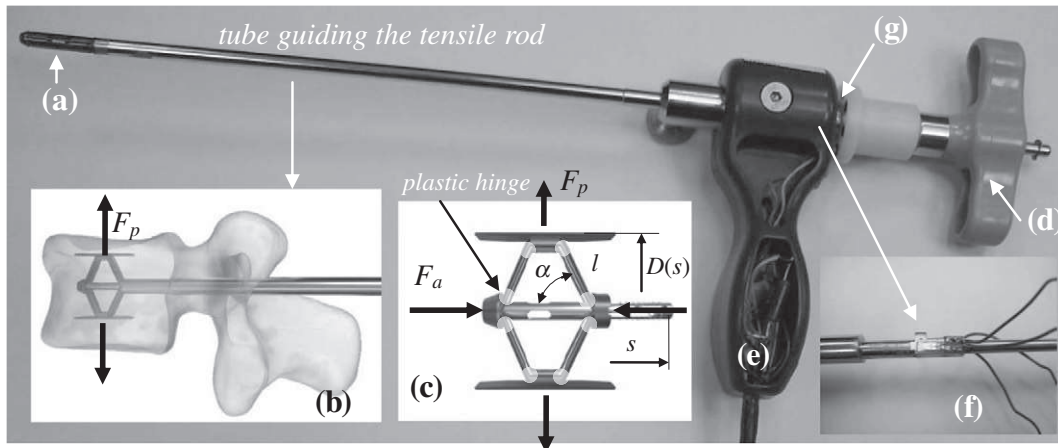 tube guiding the tensile rod
(g)
(a)
plastic hinge
F_p
(d)
F_p
α
l
D(s)
F_a
s
(e)
(b)
(c)
(f)